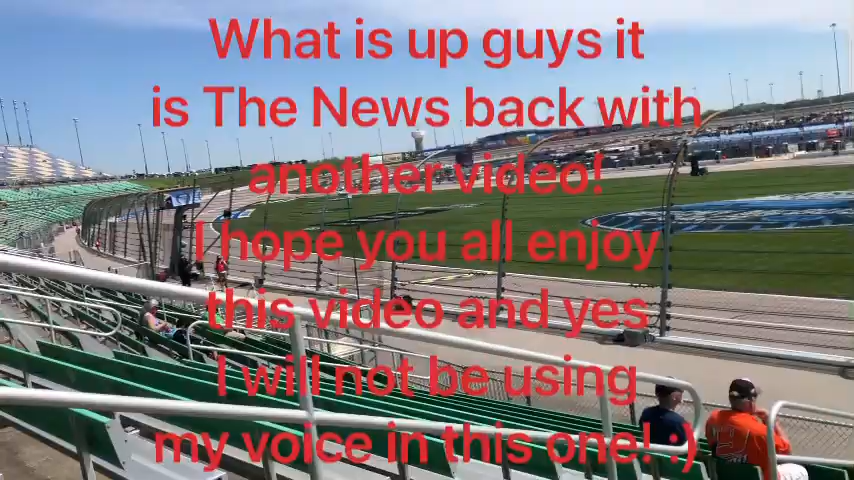 What is up guys it
is The News back with
another video!
I hope you all enjoy
this video and yes
I will not be using
my voice in this one! :)